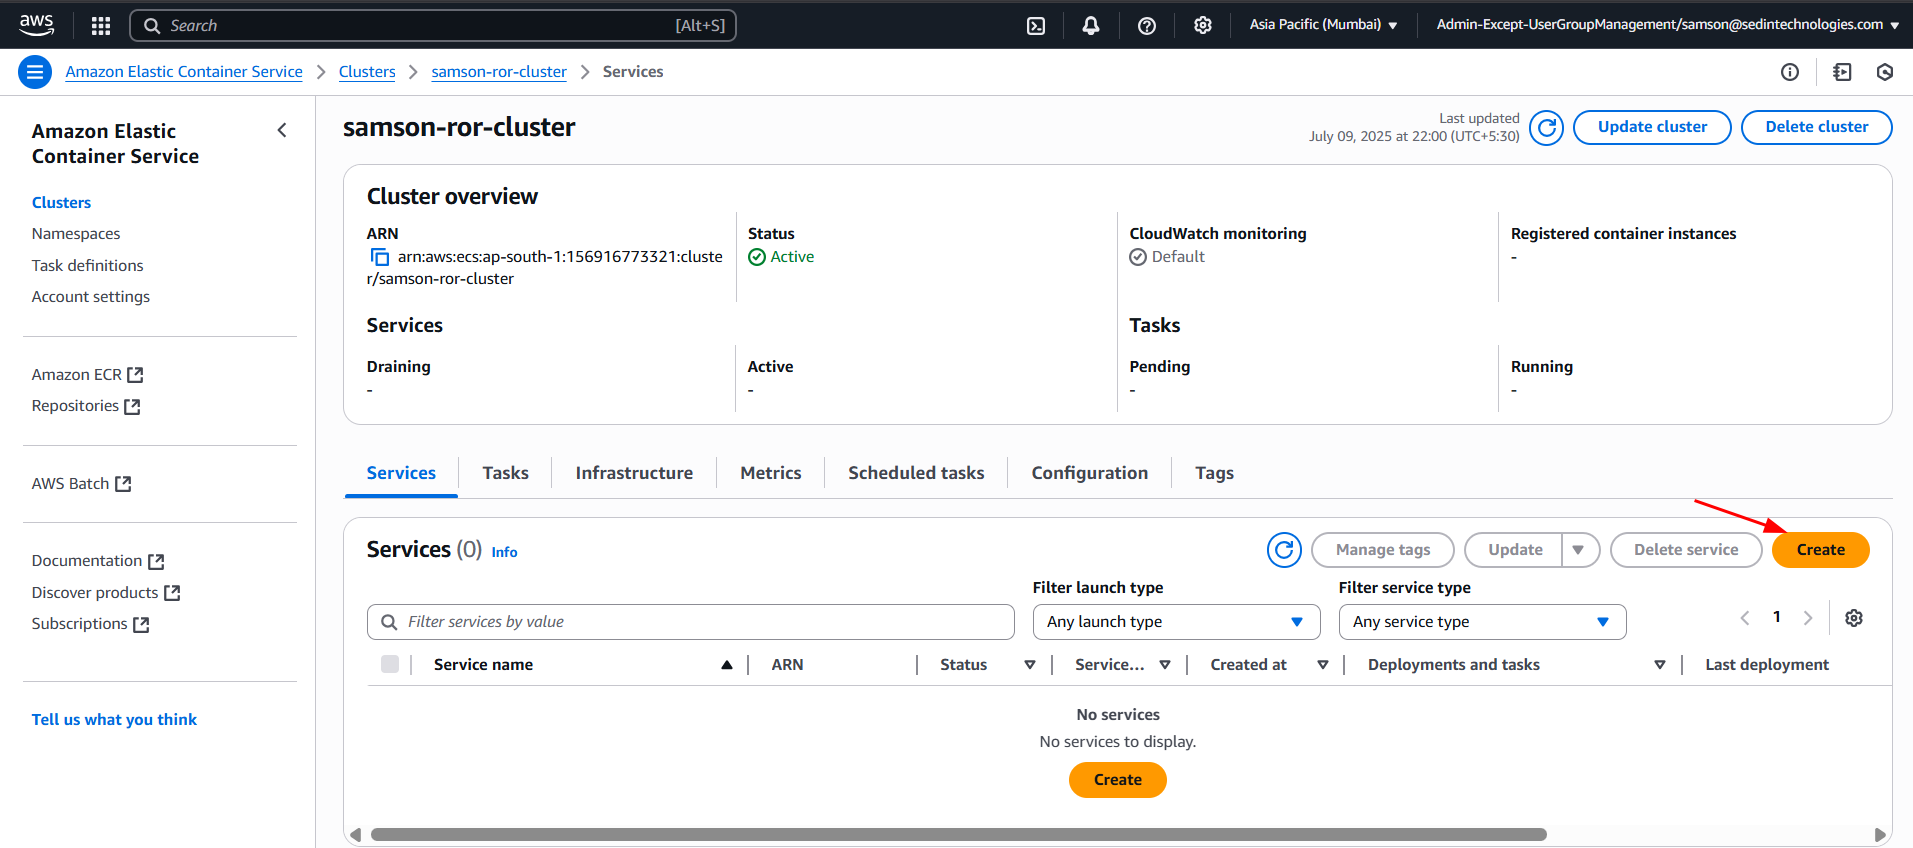 aws
Search [Alt+S]
Asia Pacific (Mumbai)
Admin-Except-UserGroupManagement/samson@sedintechnologies.com
Amazon Elastic Container Service
Clusters
samson-ror-cluster
Services
Amazon Elastic
Container Service
Clusters
Namespaces
Task definitions
Account settings
Amazon ECR
Repositories
AWS Batch
Documentation
Discover products
Subscriptions
Tell us what you think
samson-ror-cluster
Last updated
July 09, 2025 at 22:00 (UTC+5:30)
Update cluster
Delete cluster
Cluster overview
ARN
arn:aws:ecs:ap-south-1:156916773321:cluste
r/samson-ror-cluster
Status
Active
CloudWatch monitoring
Default
Registered container instances
-
Services
Draining
-
Active
-
Tasks
Pending
-
Running
-
Services
Tasks
Infrastructure
Metrics
Scheduled tasks
Configuration
Tags
Services (0) Info
Manage tags
Update
Delete service
Create
Filter services by value
Filter launch type
Any launch type
Filter service type
Any service type
1
Service name
ARN
Status
Service...
Created at
Deployments and tasks
Last deployment
No services
No services to display.
Create